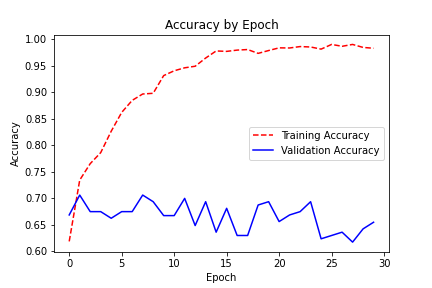 Accuracy by Epoch
1.00
0.95
0.90
0.85
0.80
0.75
0.70
0.65
0.60
Accuracy
Training Accuracy
Validation Accuracy
0 5 10 15 20 25 30
Epoch